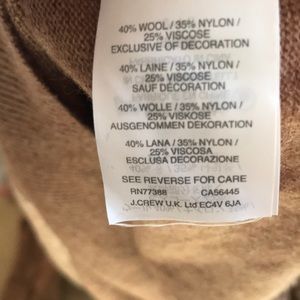 40% WOOL / 35% NYLON /
25% VISCOSE
EXCLUSIVE OF DECORATION
40% LAINE / 35% NYLON /
25% VISCOSE
SAUF DÉCORATION
40% WOLLE / 35% NYLON /
25% VISKOSE
AUSGENOMMEN DEKORATION
40% LANA / 35% NYLON /
25% VISCOSA
ESCLUSA DECORAZIONE
SEE REVERSE FOR CARE
RN77388 CA56445
J.CREW U.K. Ltd EC4V 6JA